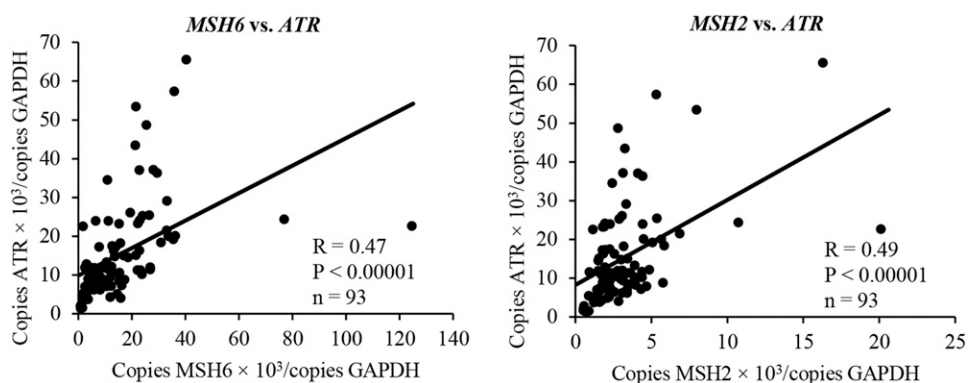 MSH6 vs. ATR
Copies ATR × 10³/copies GAPDH
70
60
50
40
30
20
10
0
R = 0.47
P < 0.00001
n = 93
0 20 40 60 80 100 120 140
Copies MSH6 × 10³/copies GAPDH
MSH2 vs. ATR
Copies ATR × 10³/copies GAPDH
70
60
50
40
30
20
10
0
R = 0.49
P < 0.00001
n = 93
0 5 10 15 20 25
Copies MSH2 × 10³/copies GAPDH